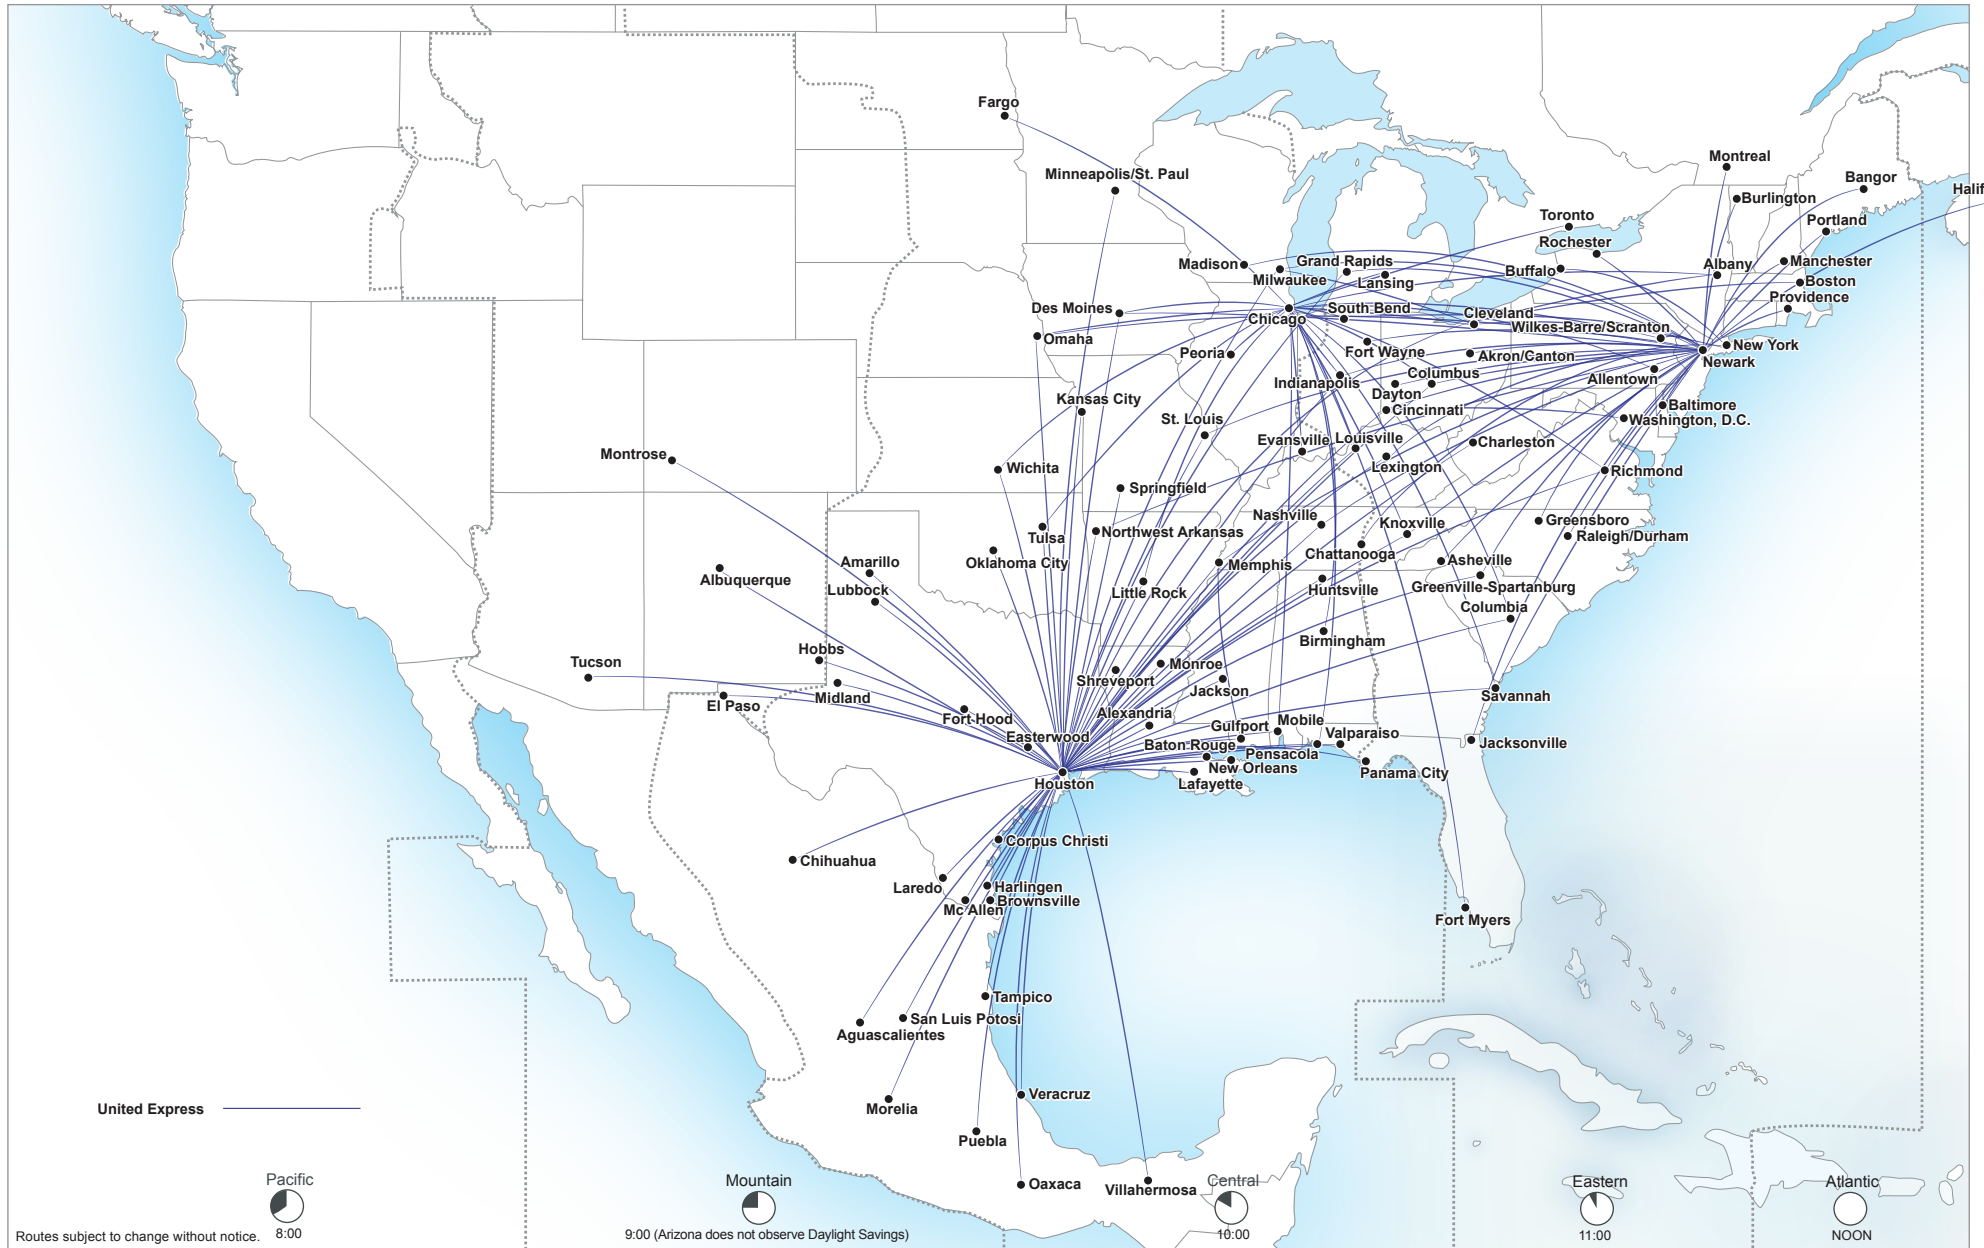 Fargo
Minneapolis/St. Paul
Montreal
Bangor
Burlington
Halif
Toronto
Portland
Rochester
Madison
Grand Rapids
Buffalo
Albany
Manchester
Milwaukee
Lansing
Boston
Providence
Des Moines
South Bend
Cleveland
Chicago
Wilkes-Barre/Scranton
Omaha
New York
Peoria
Fort Wayne
Akron/Canton
Newark
Indianapolis
Columbus
Allentown
Dayton
Kansas City
Baltimore
Cincinnati
St. Louis
Washington, D.C.
Evansville
Louisville
Charleston
Montrose
Wichita
Lexington
Richmond
Springfield
Nashville
Knoxville
Greensboro
Northwest Arkansas
Tulsa
Raleigh/Durham
Chattanooga
Oklahoma City
Amarillo
Memphis
Asheville
Albuquerque
Lubbock
Little Rock
Huntsville
Greenville-Spartanburg
Columbia
Birmingham
Hobbs
Tucson
Monroe
Shreveport
Midland
Jackson
Savannah
El Paso
Fort Hood
Alexandria
Easterwood
Gulfport
Mobile
Valparaiso
Baton Rouge
Pensacola
Jacksonville
New Orleans
Panama City
Houston
Lafayette
Corpus Christi
Chihuahua
Laredo
Harlingen
Mc Allen
Brownsville
Fort Myers
Tampico
San Luis Potosi
Aguascalientes
Veracruz
United Express
Morelia
Puebla
Oaxaca
Villahermosa
Pacific
Mountain
Central
Eastern
Atlantic
Routes subject to change without notice.
8:00
9:00 (Arizona does not observe Daylight Savings)
10:00
11:00
NOON